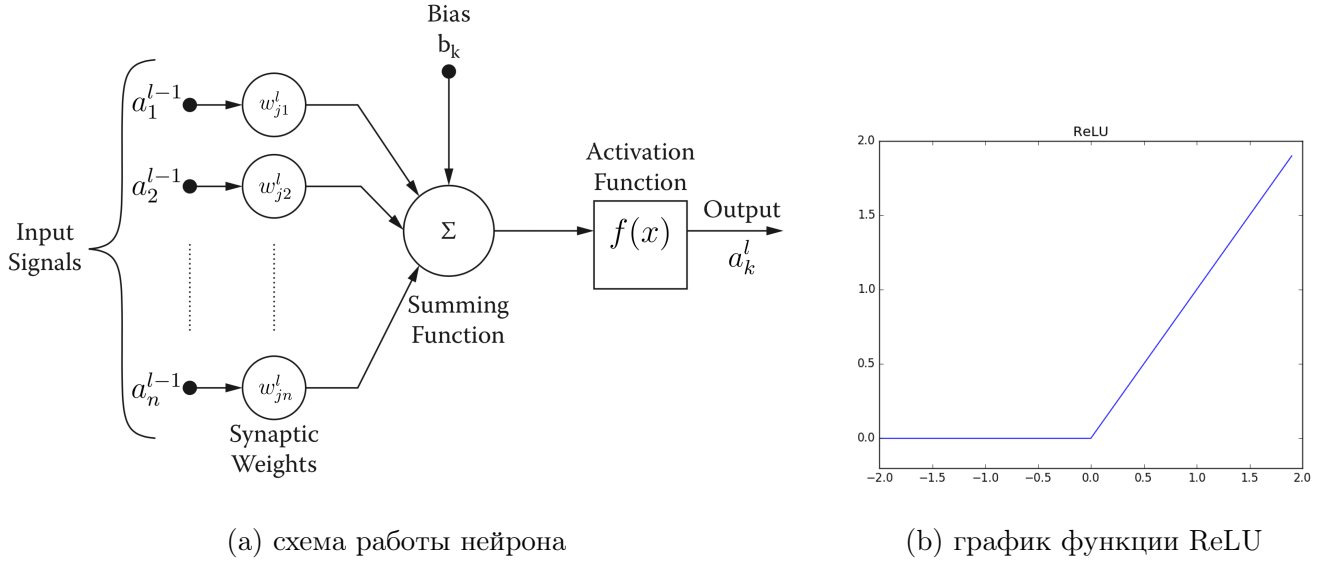 Bias
b_k
a_1^{l-1}
w_{j1}^l
a_2^{l-1}
w_{j2}^l
Input
Signals
Σ
Activation
Function
f(x)
Output
a_k^l
Summing
Function
a_n^{l-1}
w_{jn}^l
Synaptic
Weights
(a) схема работы нейрона
ReLU
2.0
1.5
1.0
0.5
0.0
−2.0 −1.5 −1.0 −0.5 0.0 0.5 1.0 1.5 2.0
(b) график функции ReLU